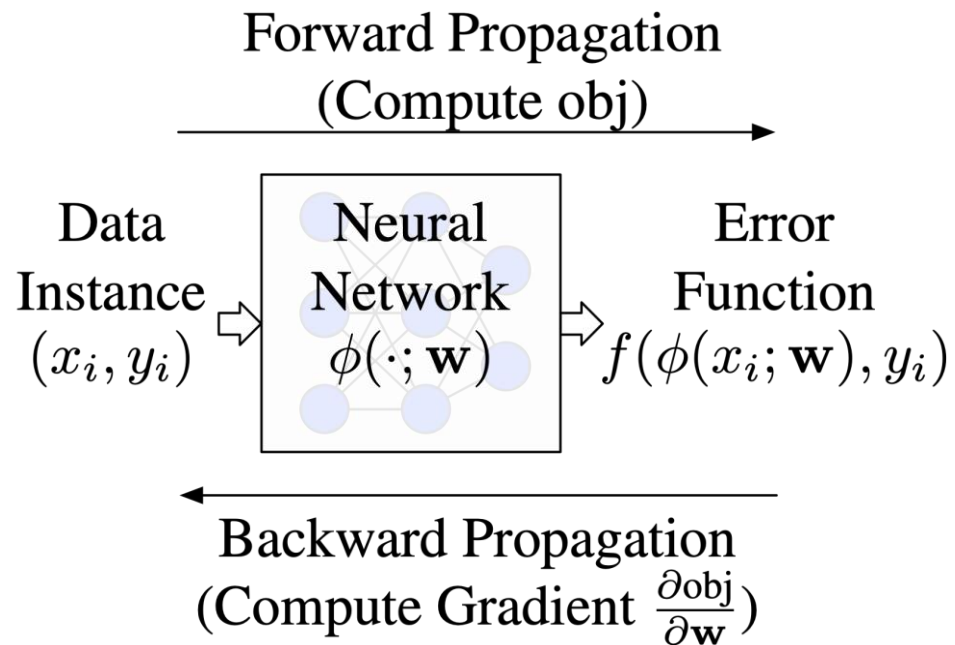 Forward Propagation
(Compute obj)
Data
Instance
(x_i, y_i)
Neural
Network
ϕ(·; w)
Error
Function
f(ϕ(x_i; w), y_i)
Backward Propagation
(Compute Gradient ∂obj/∂w)